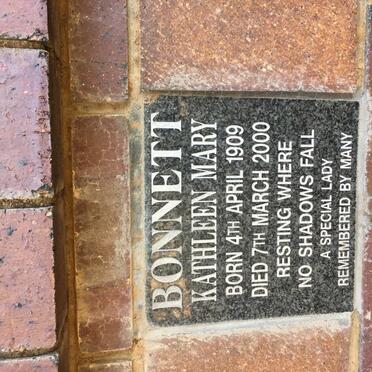 BONNETT
KATHLEEN MARY
BORN 4TH APRIL 1909
DIED 7TH MARCH 2000
RESTING WHERE
NO SHADOWS FALL
A SPECIAL LADY
REMEMBERED BY MANY